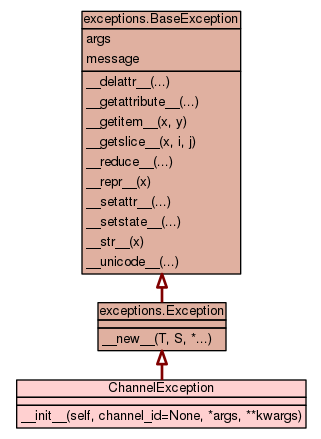 exceptions.BaseException
args
message
__delattr__(...)
__getattribute__(...)
__getitem__(x, y)
__getslice__(x, i, j)
__reduce__(...)
__repr__(x)
__setattr__(...)
__setstate__(...)
__str__(x)
__unicode__(...)
exceptions.Exception
__new__(T, S, *...)
ChannelException
__init__(self, channel_id=None, *args, **kwargs)